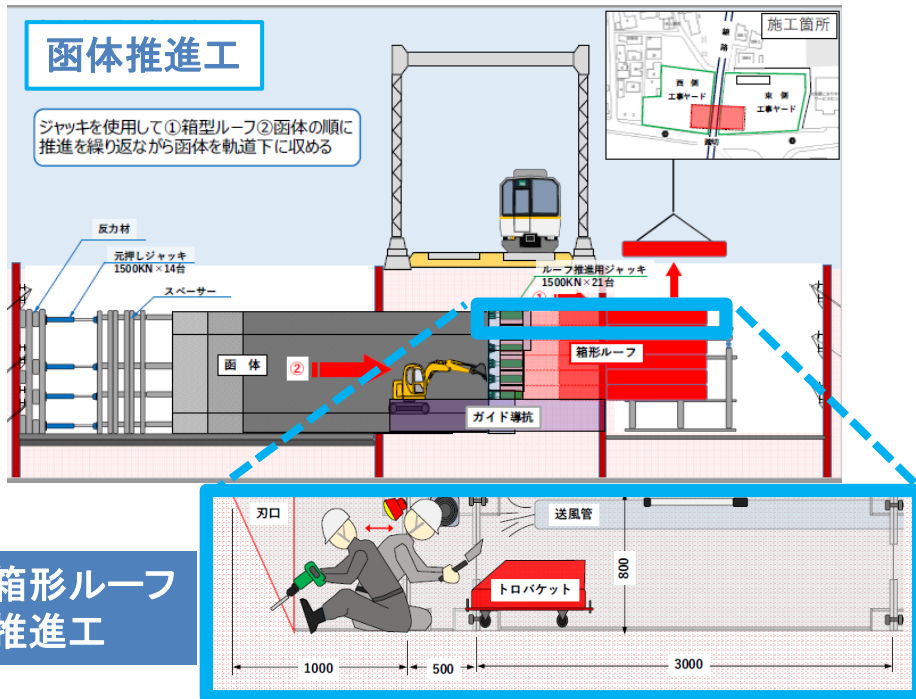 函体推進工
ジャッキを使用して①箱型ルーフ②函体の順に
推進を繰り返ながら函体を軌道下に収める
施工箇所
線路
西側
工事ヤード
東側
工事ヤード
踏切
反力材
元押しジャッキ
1500KN×14台
スペーサー
ルーフ推進用ジャッキ
1500KN×21台
①
函 体
②
箱形ルーフ
ガイド導抗
刃口
送風管
トロバケット
800
1000
500
3000
箱形ルーフ
推進工